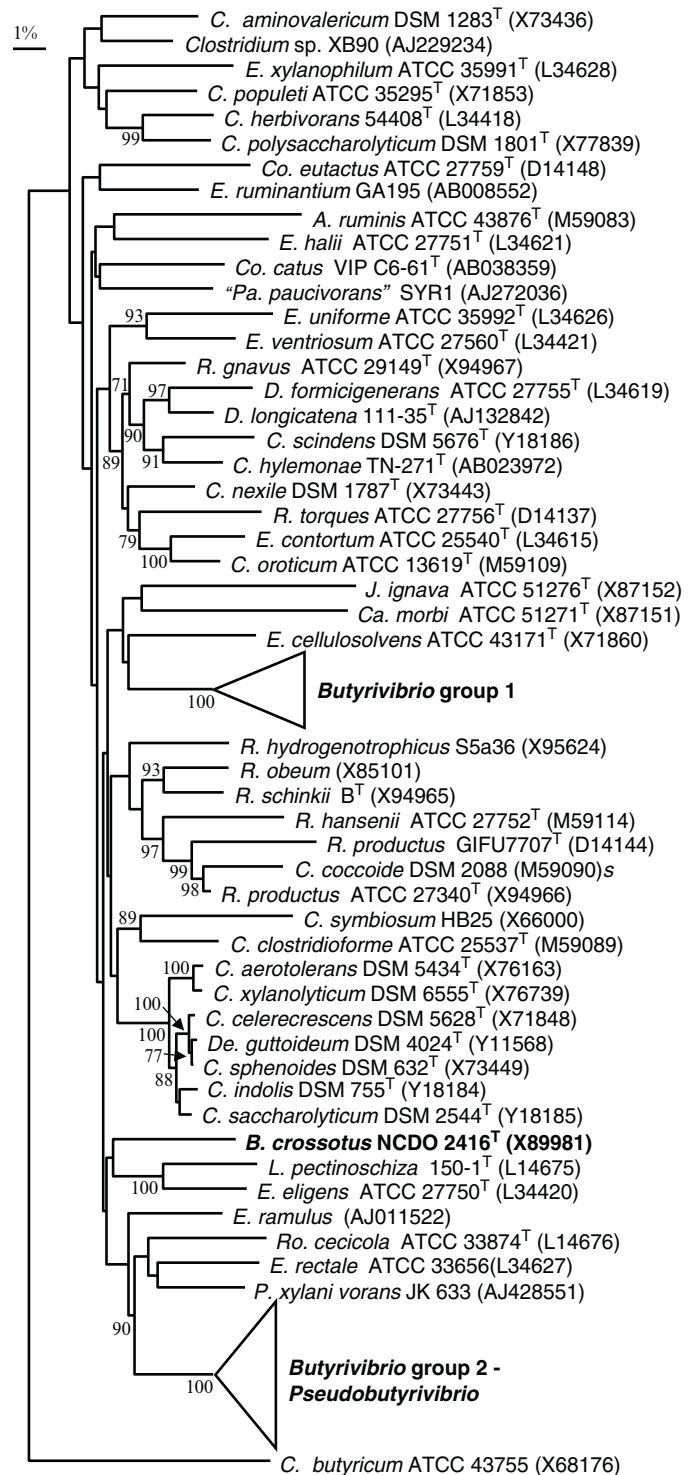 1%
C. aminovalericum DSM 1283T (X73436)
Clostridium sp. XB90 (AJ229234)
E. xylanophilum ATCC 35991T (L34628)
C. populeti ATCC 35295T (X71853)
C. herbivorans 54408T (L34418)
99
C. polysaccharolyticum DSM 1801T (X77839)
Co. eutactus ATCC 27759T (D14148)
E. ruminantium GA195 (AB008552)
A. ruminis ATCC 43876T (M59083)
E. halii ATCC 27751T (L34621)
Co. catus VIP C6-61T (AB038359)
“Pa. paucivorans” SYR1 (AJ272036)
93
E. uniforme ATCC 35992T (L34626)
E. ventriosum ATCC 27560T (L34421)
R. gnavus ATCC 29149T (X94967)
71
97
D. formicigenerans ATCC 27755T (L34619)
D. longicatena 111-35T (AJ132842)
90
C. scindens DSM 5676T (Y18186)
89
91
C. hylemonae TN-271T (AB023972)
C. nexile DSM 1787T (X73443)
R. torques ATCC 27756T (D14137)
79
E. contortum ATCC 25540T (L34615)
100
C. oroticum ATCC 13619T (M59109)
J. ignava ATCC 51276T (X87152)
Ca. morbi ATCC 51271T (X87151)
E. cellulosolvens ATCC 43171T (X71860)
Butyrivibrio group 1
100
R. hydrogenotrophicus S5a36 (X95624)
93
R. obeum (X85101)
R. schinkii BT (X94965)
R. hansenii ATCC 27752T (M59114)
97
R. productus GIFU7707T (D14144)
99
C. coccoide DSM 2088 (M59090)s
98
R. productus ATCC 27340T (X94966)
89
C. symbiosum HB25 (X66000)
C. clostridioforme ATCC 25537T (M59089)
100
C. aerotolerans DSM 5434T (X76163)
C. xylanolyticum DSM 6555T (X76739)
100
C. celerecrescens DSM 5628T (X71848)
100
De. guttoideum DSM 4024T (Y11568)
77
C. sphenoides DSM 632T (X73449)
88
C. indolis DSM 755T (Y18184)
C. saccharolyticum DSM 2544T (Y18185)
B. crossotus NCDO 2416T (X89981)
L. pectinoschiza 150-1T (L14675)
100
E. eligens ATCC 27750T (L34420)
E. ramulus (AJ011522)
Ro. cecicola ATCC 33874T (L14676)
E. rectale ATCC 33656(L34627)
P. xylani vorans JK 633 (AJ428551)
90
Butyrivibrio group 2 -
Pseudobutyrivibrio
100
C. butyricum ATCC 43755 (X68176)